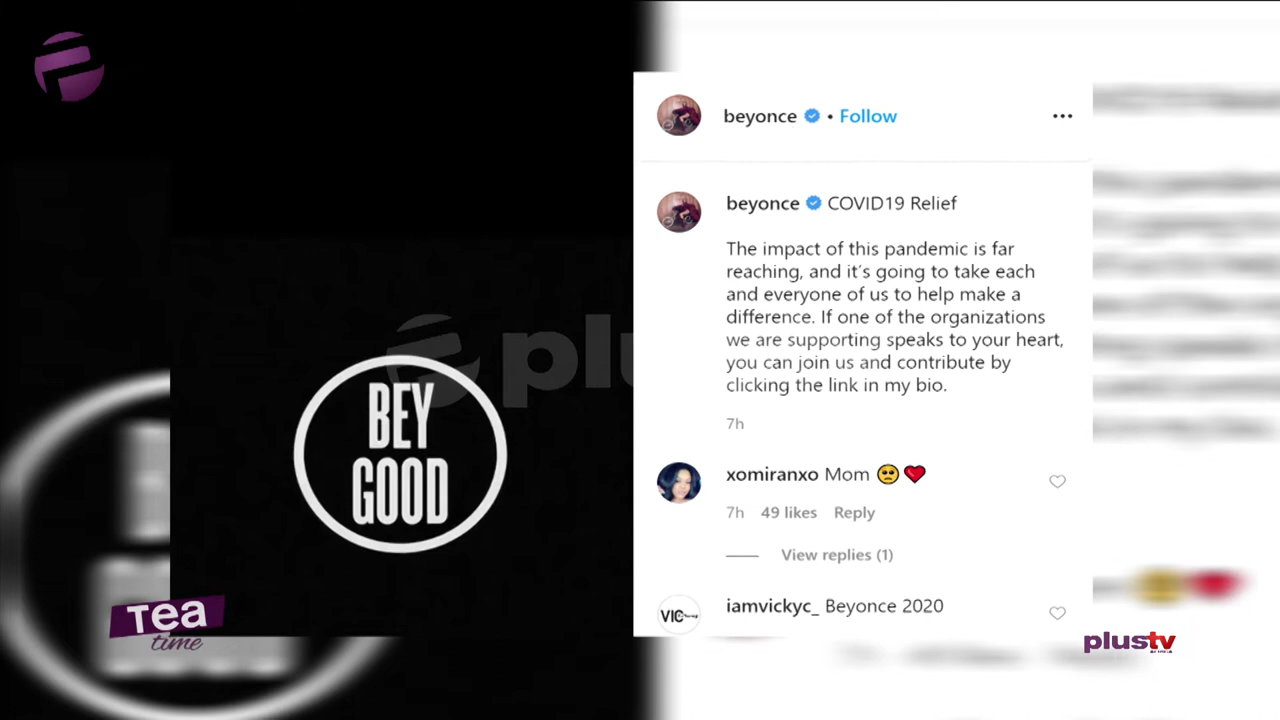 beyonce • Follow
beyonce COVID19 Relief
The impact of this pandemic is far
reaching, and it's going to take each
and everyone of us to help make a
difference. If one of the organizations
we are supporting speaks to your heart,
you can join us and contribute by
clicking the link in my bio.
7h
xomiranxo Mom 🥺❤️
7h 49 likes Reply
View replies (1)
iamvickyc_ Beyonce 2020
VIC
BEY
GOOD
plu
Tea
time
plustv